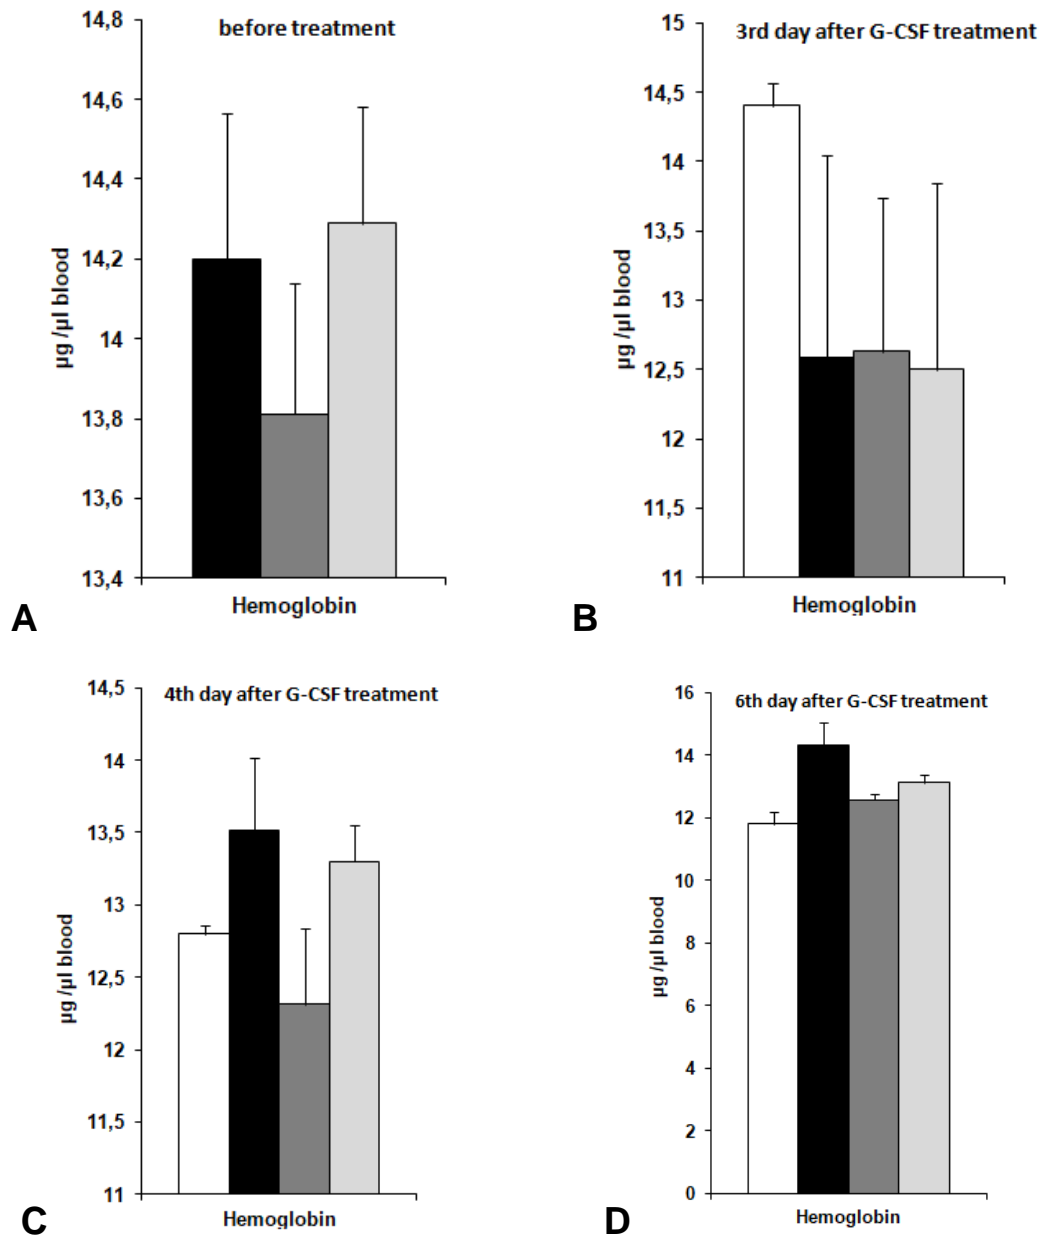 before treatment
14,8
14,6
14,4
14,2
14
13,8
13,6
13,4
µg /µl blood
Hemoglobin
A
3rd day after G-CSF treatment
15
14,5
14
13,5
13
12,5
12
11,5
11
µg /µl blood
Hemoglobin
B
4th day after G-CSF treatment
14,5
14
13,5
13
12,5
12
11,5
11
µg /µl blood
Hemoglobin
C
6th day after G-CSF treatment
16
14
12
10
8
6
4
2
0
µg /µl blood
Hemoglobin
D